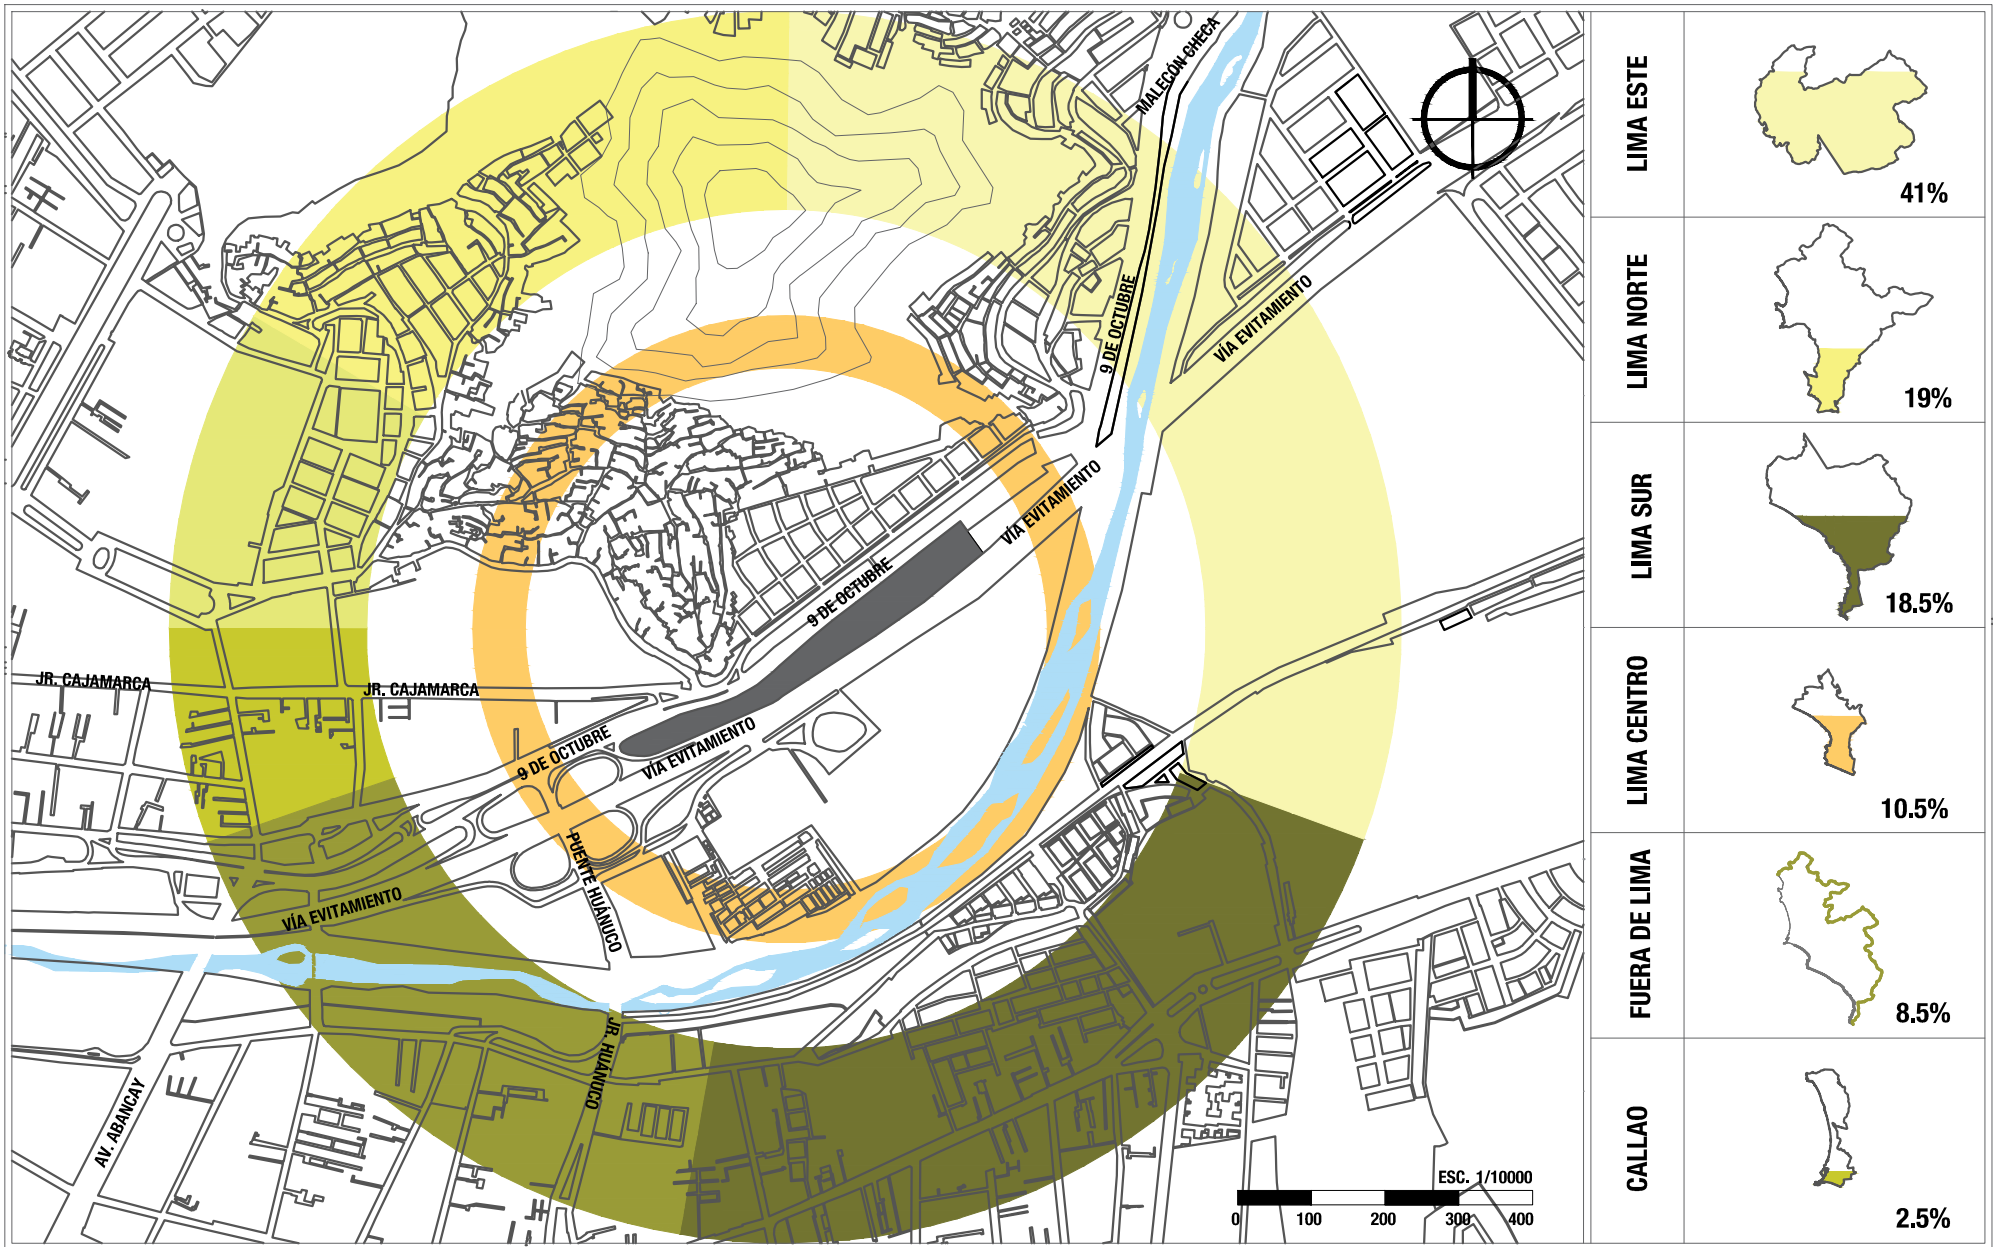 MALECÓN CHECA
9 DE OCTUBRE
VÍA EVITAMIENTO
VÍA EVITAMIENTO
9 DE OCTUBRE
JR. CAJAMARCA
JR. CAJAMARCA
9 DE OCTUBRE
VÍA EVITAMIENTO
PUENTE HUÁNUCO
VÍA EVITAMIENTO
JR. HUÁNUCO
AV. ABANCAY
ESC. 1/10000
0 100 200 300 400
LIMA ESTE
41%
LIMA NORTE
19%
LIMA SUR
18.5%
LIMA CENTRO
10.5%
FUERA DE LIMA
8.5%
CALLAO
2.5%